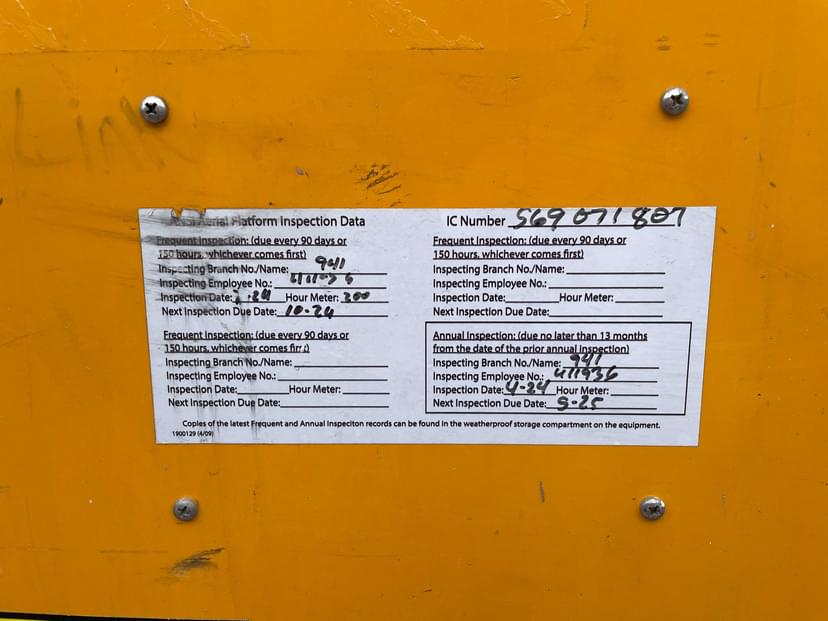 Link
Aerial Platform Inspection Data
IC Number 569 071 807
Frequent Inspection: (due every 90 days or
150 hours, whichever comes first)
Inspecting Branch No./Name: 941
Inspecting Employee No.:
Inspection Date: -24 Hour Meter: 200
Next Inspection Due Date: 10-24
Frequent Inspection: (due every 90 days or
150 hours, whichever comes first)
Inspecting Branch No./Name:
Inspecting Employee No.:
Inspection Date: Hour Meter:
Next Inspection Due Date:
Frequent Inspection: (due every 90 days or
150 hours, whichever comes first)
Inspecting Branch No./Name:
Inspecting Employee No.:
Inspection Date: Hour Meter:
Next Inspection Due Date:
Annual Inspection: (due no later than 13 months
from the date of the prior annual inspection)
Inspecting Branch No./Name: 941
Inspecting Employee No.: 411936
Inspection Date: 4-24 Hour Meter:
Next Inspection Due Date: 5-25
Copies of the latest Frequent and Annual Inspeciton records can be found in the weatherproof storage compartment on the equipment.
1900129 (4/09)